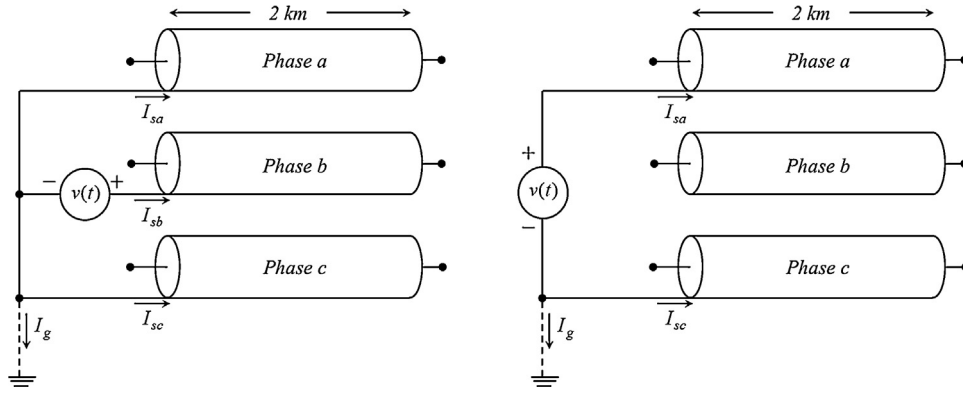 2 km
Phase a
I_sa
Phase b
− v(t) +
I_sb
Phase c
I_sc
I_g
2 km
Phase a
I_sa
+
v(t)
−
Phase b
Phase c
I_sc
I_g